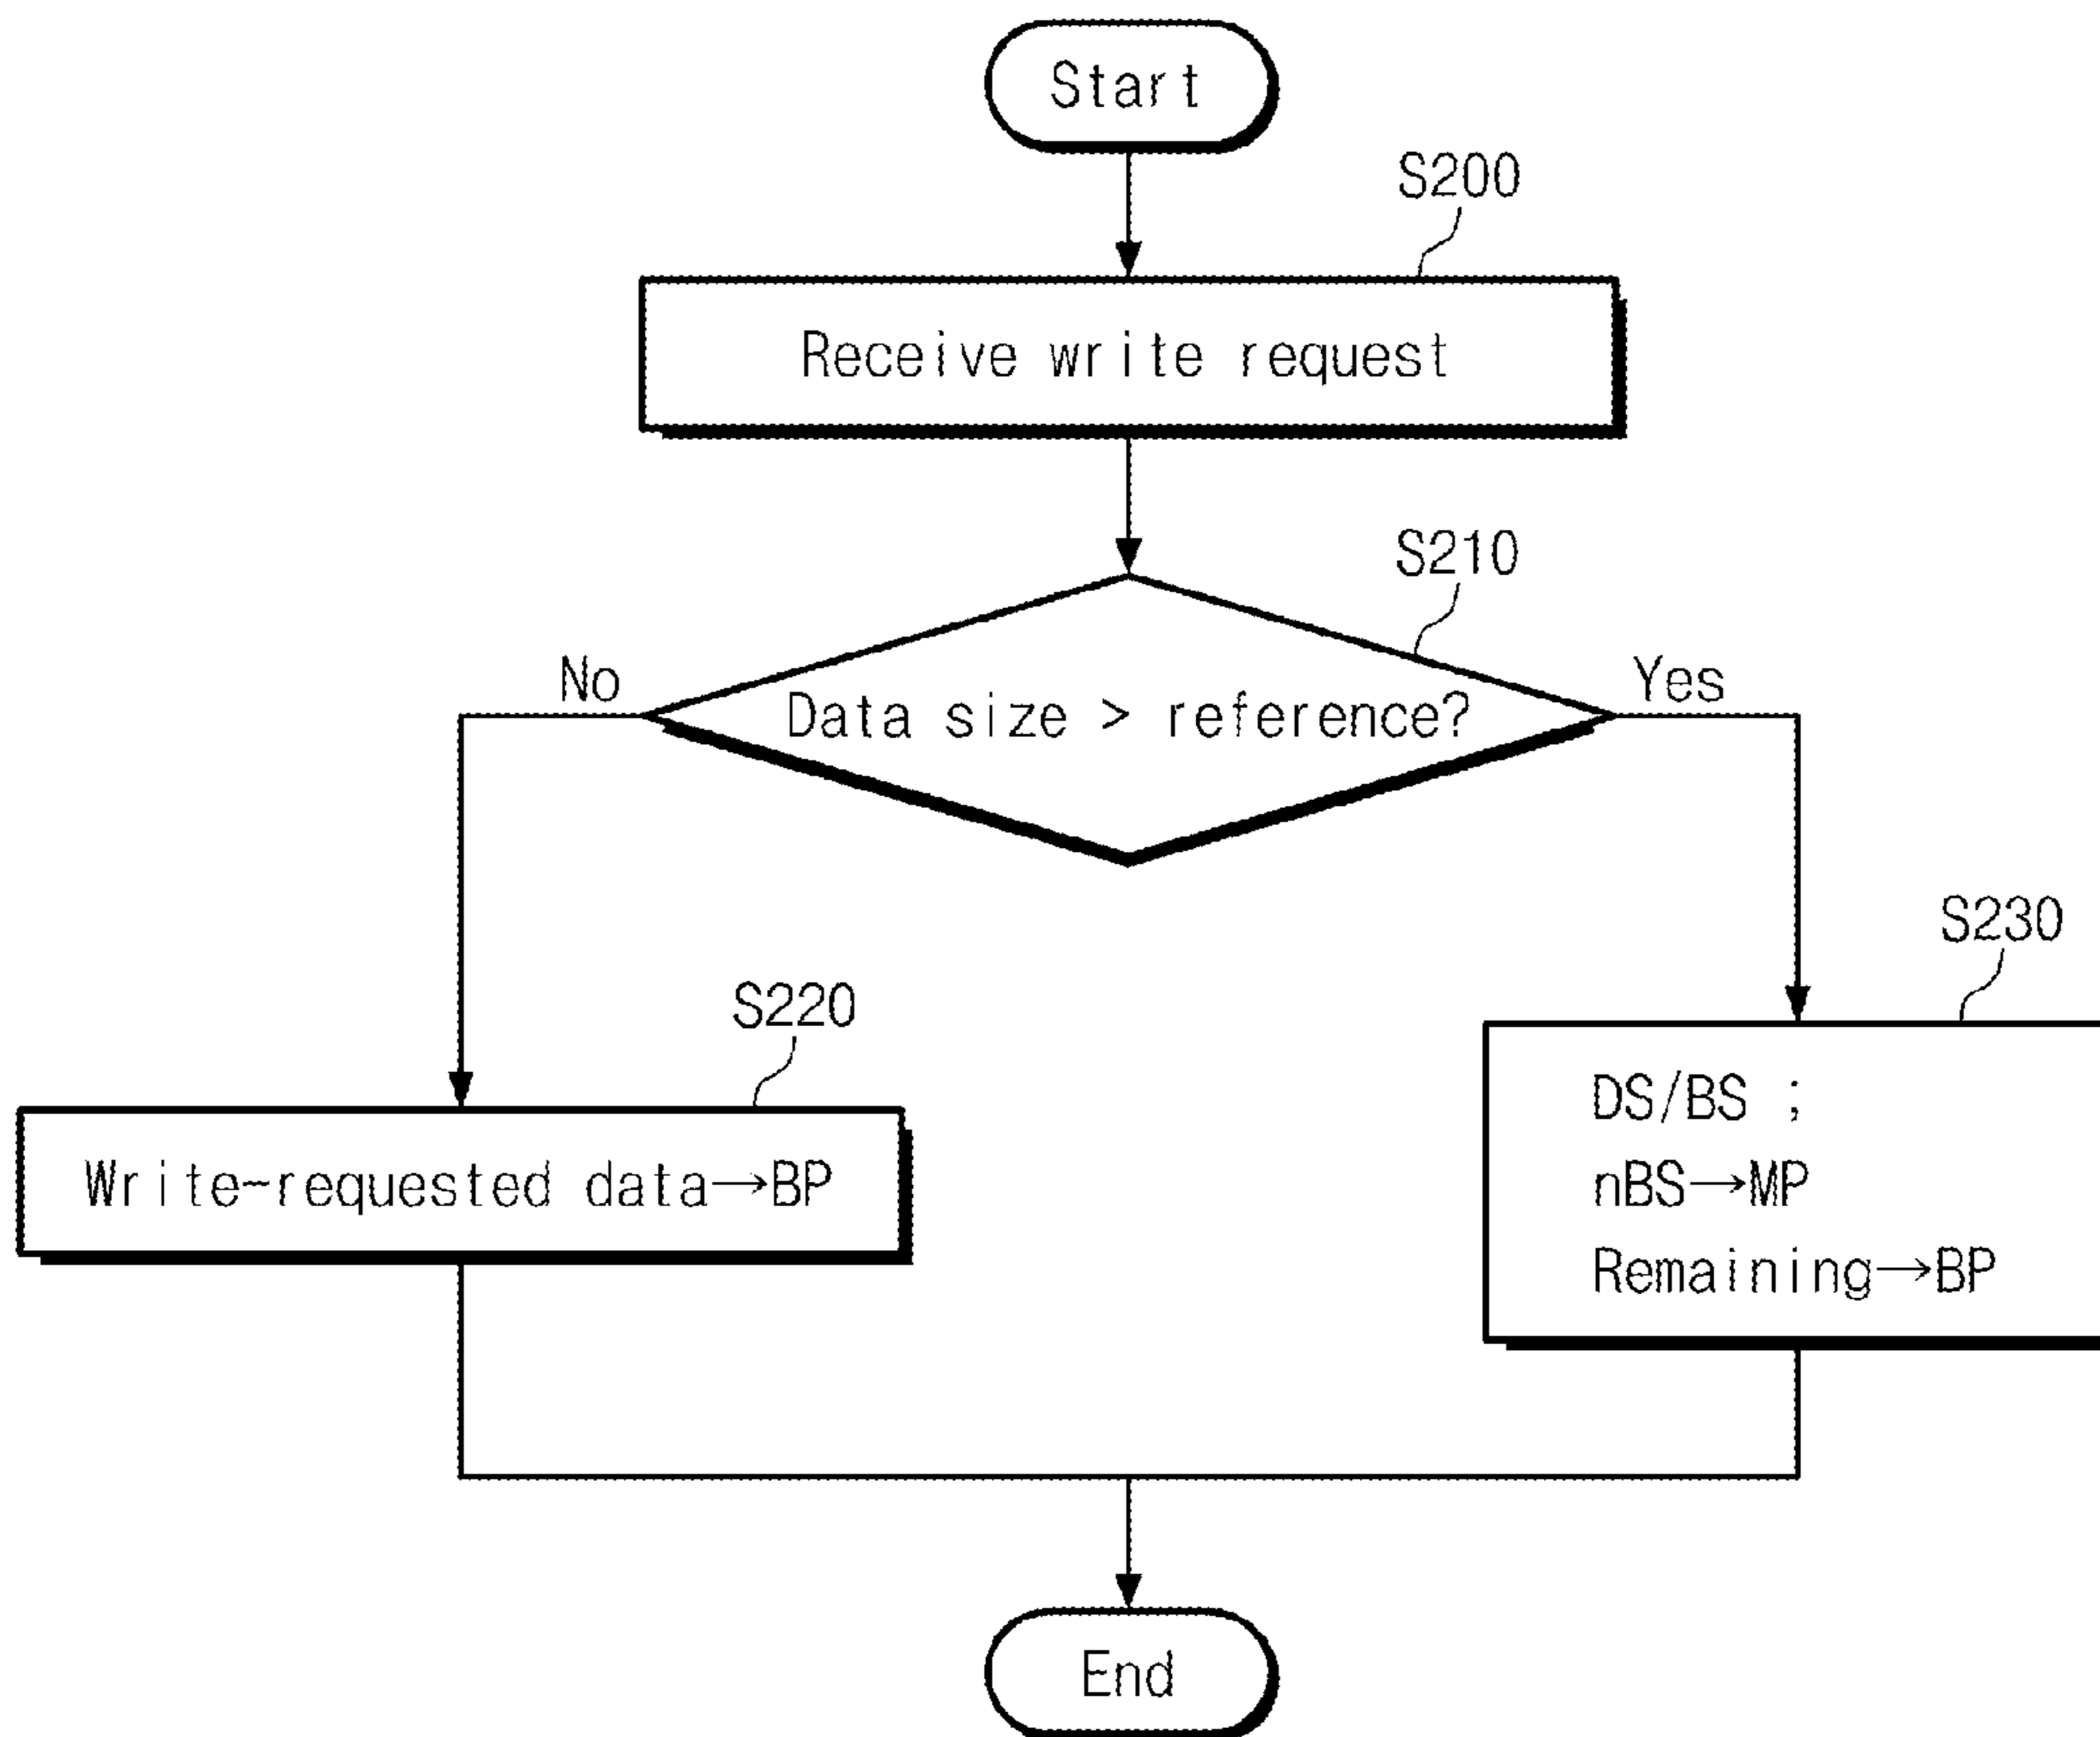 Start
S200
Receive write request
S210
No
Yes
Data size > reference?
S230
S220
DS/BS ;
Write-requested data→BP
nBS→MP
Remaining→BP
End